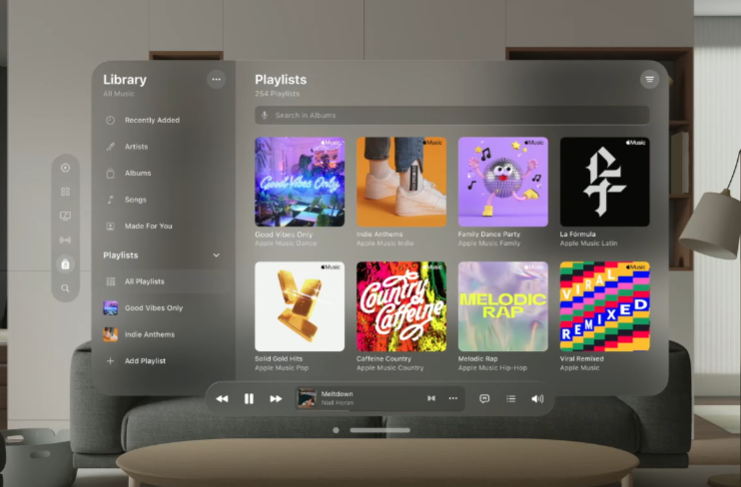 Library
All Music
Recently Added
Artists
Albums
Songs
Made For You
Playlists
All Playlists
Good Vibes Only
Indie Anthems
Add Playlist
Playlists
254 Playlists
Search in Albums
Music
Good Vibes Only
Good Vibes Only
Apple Music Dance
Music
Indie Anthems
Apple Music Indie
Music
Family Dance Party
Apple Music Family
Music
La Fórmula
Apple Music Latin
Music
Solid Gold Hits
Apple Music Pop
Music
Country Caffeine
Caffeine Country
Apple Music Country
Music
MELODIC
RAP
Melodic Rap
Apple Music Hip-Hop
Music
VIRAL
REMIXED
Viral Remixed
Apple Music
Meltdown
Niall Horan